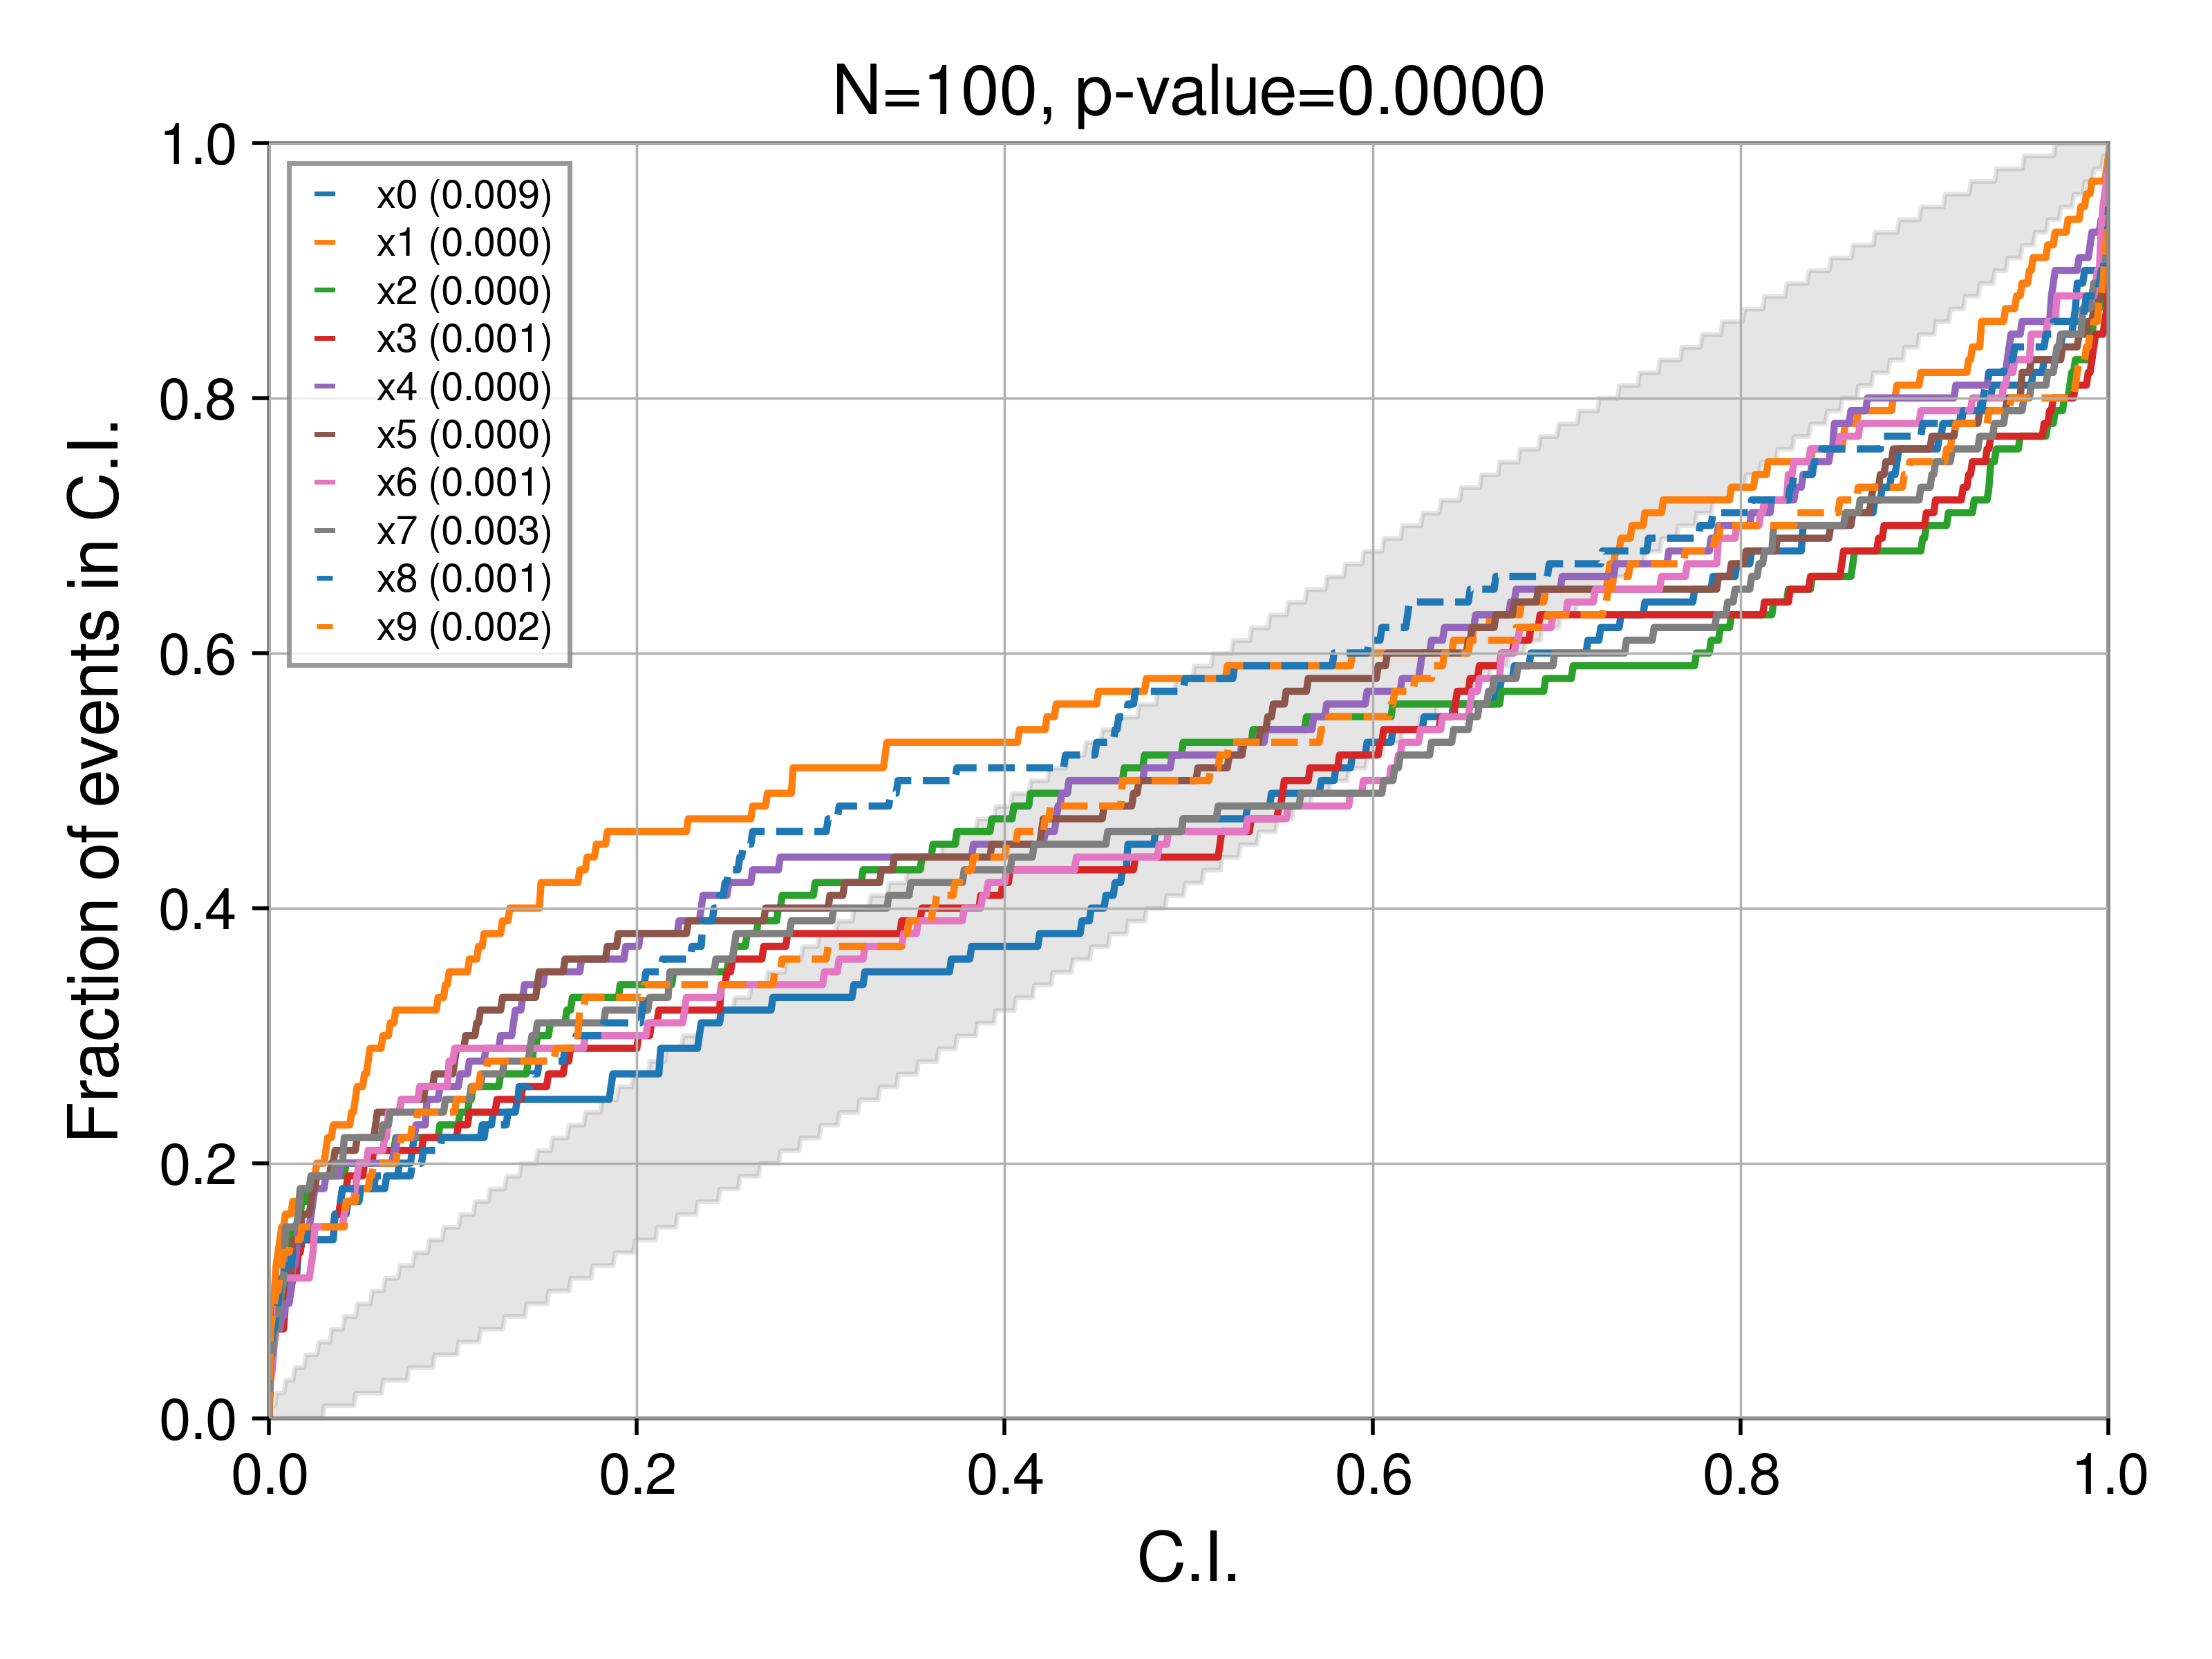 N=100, p-value=0.0000
1.0
0.8
0.6
0.4
0.2
0.0
Fraction of events in C.I.
x0 (0.009)
x1 (0.000)
x2 (0.000)
x3 (0.001)
x4 (0.000)
x5 (0.000)
x6 (0.001)
x7 (0.003)
x8 (0.001)
x9 (0.002)
0.0 0.2 0.4 0.6 0.8 1.0
C.I.